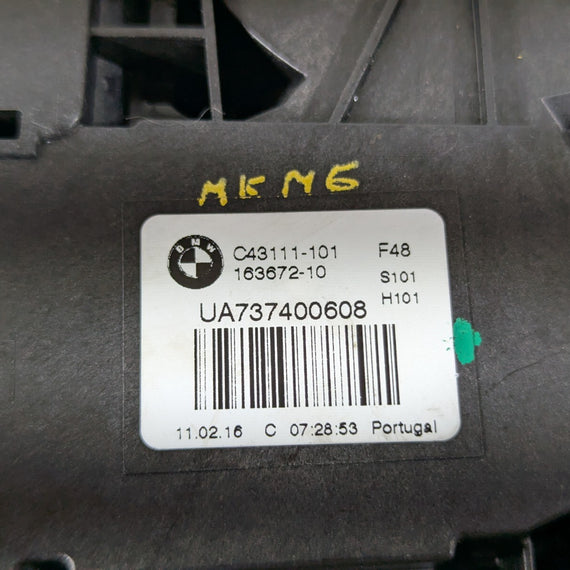 MKM6
BMW
C43111-101 F48
163672-10 S101
H101
UA737400608
11.02.16 C 07:28:53 Portugal